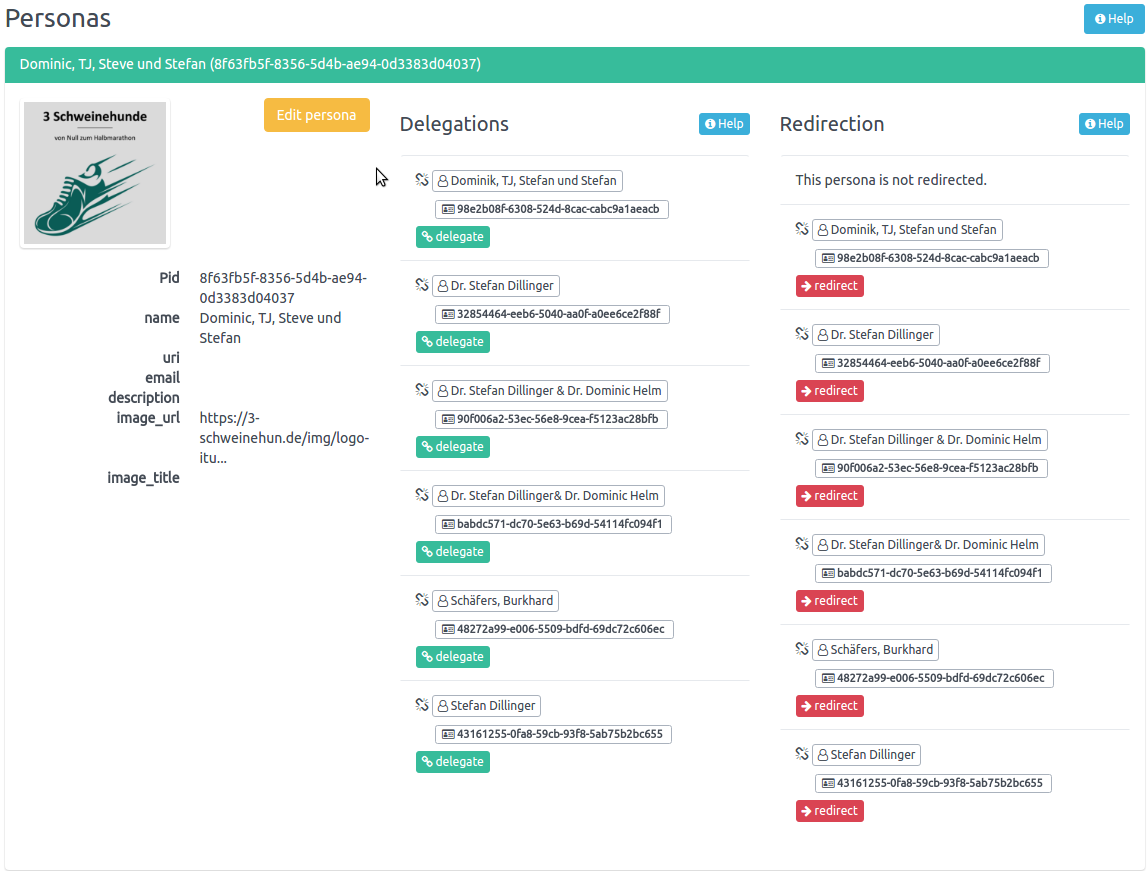 Personas
Help
Dominic, TJ, Steve und Stefan (8f63fb5f-8356-5d4b-ae94-0d3383d04037)
3 Schweinehunde
von Null zum Halbmarathon
Edit persona
Pid 8f63fb5f-8356-5d4b-ae94-
0d3383d04037
name Dominic, TJ, Steve und
Stefan
uri
email
description
image_url https://3-
schweinehun.de/img/logo-
itu...
image_title
Delegations
Help
Dominik, TJ, Stefan und Stefan
98e2b08f-6308-524d-8cac-cabc9a1aeacb
delegate
Dr. Stefan Dillinger
32854464-eeb6-5040-aa0f-a0ee6ce2f88f
delegate
Dr. Stefan Dillinger & Dr. Dominic Helm
90f006a2-53ec-56e8-9cea-f5123ac28bfb
delegate
Dr. Stefan Dillinger& Dr. Dominic Helm
babdc571-dc70-5e63-b69d-54114fc094f1
delegate
Schäfers, Burkhard
48272a99-e006-5509-bdfd-69dc72c606ec
delegate
Stefan Dillinger
43161255-0fa8-59cb-93f8-5ab75b2bc655
delegate
Redirection
Help
This persona is not redirected.
Dominik, TJ, Stefan und Stefan
98e2b08f-6308-524d-8cac-cabc9a1aeacb
redirect
Dr. Stefan Dillinger
32854464-eeb6-5040-aa0f-a0ee6ce2f88f
redirect
Dr. Stefan Dillinger & Dr. Dominic Helm
90f006a2-53ec-56e8-9cea-f5123ac28bfb
redirect
Dr. Stefan Dillinger& Dr. Dominic Helm
babdc571-dc70-5e63-b69d-54114fc094f1
redirect
Schäfers, Burkhard
48272a99-e006-5509-bdfd-69dc72c606ec
redirect
Stefan Dillinger
43161255-0fa8-59cb-93f8-5ab75b2bc655
redirect